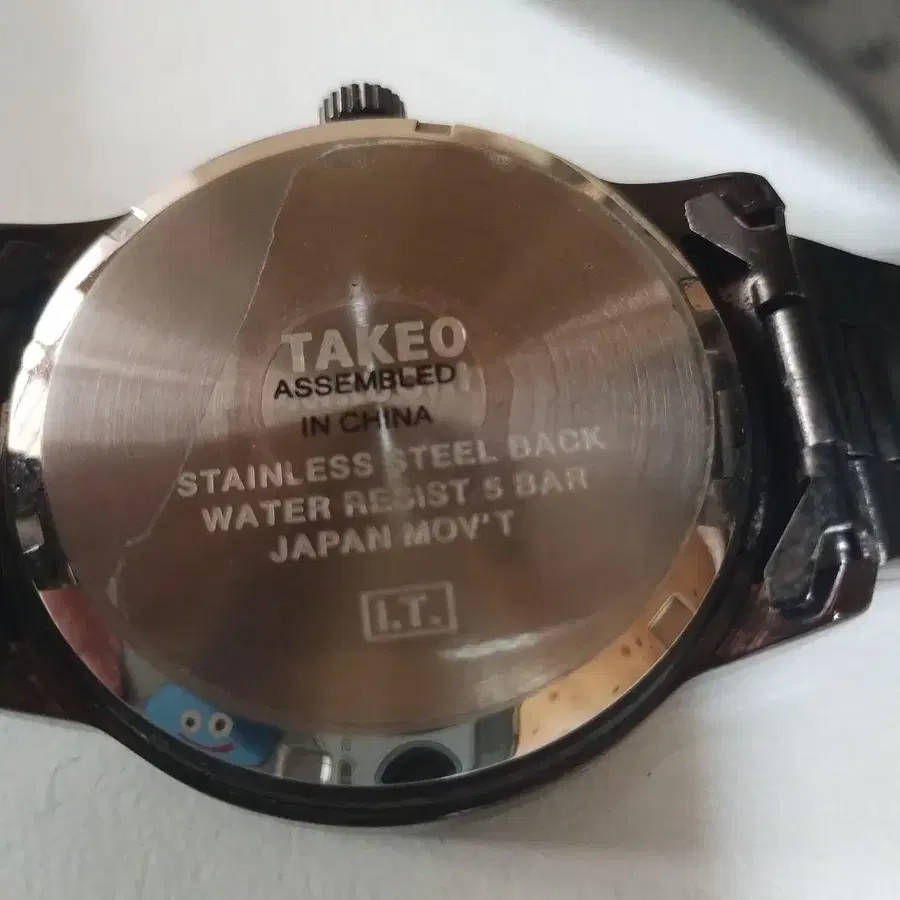 TAKEO
ASSEMBLED
IN CHINA
STAINLESS STEEL BACK
WATER RESIST 5 BAR
JAPAN MOV'T
I.T.